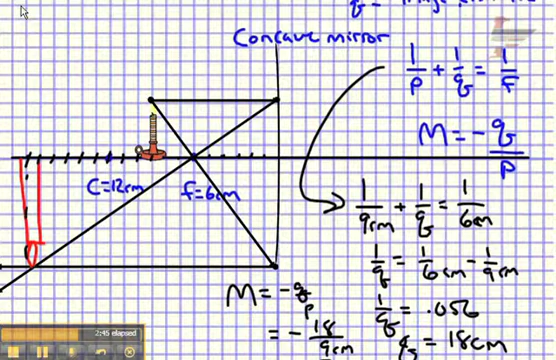 Concave mirror
1/p + 1/q = 1/f
M = -q/p
C=12cm
f=6cm
1/9cm + 1/q = 1/6cm
1/q = 1/6cm - 1/9cm
1/q = .056
q = 18cm
M = -q/p
= - 18/9cm
2:45 elapsed